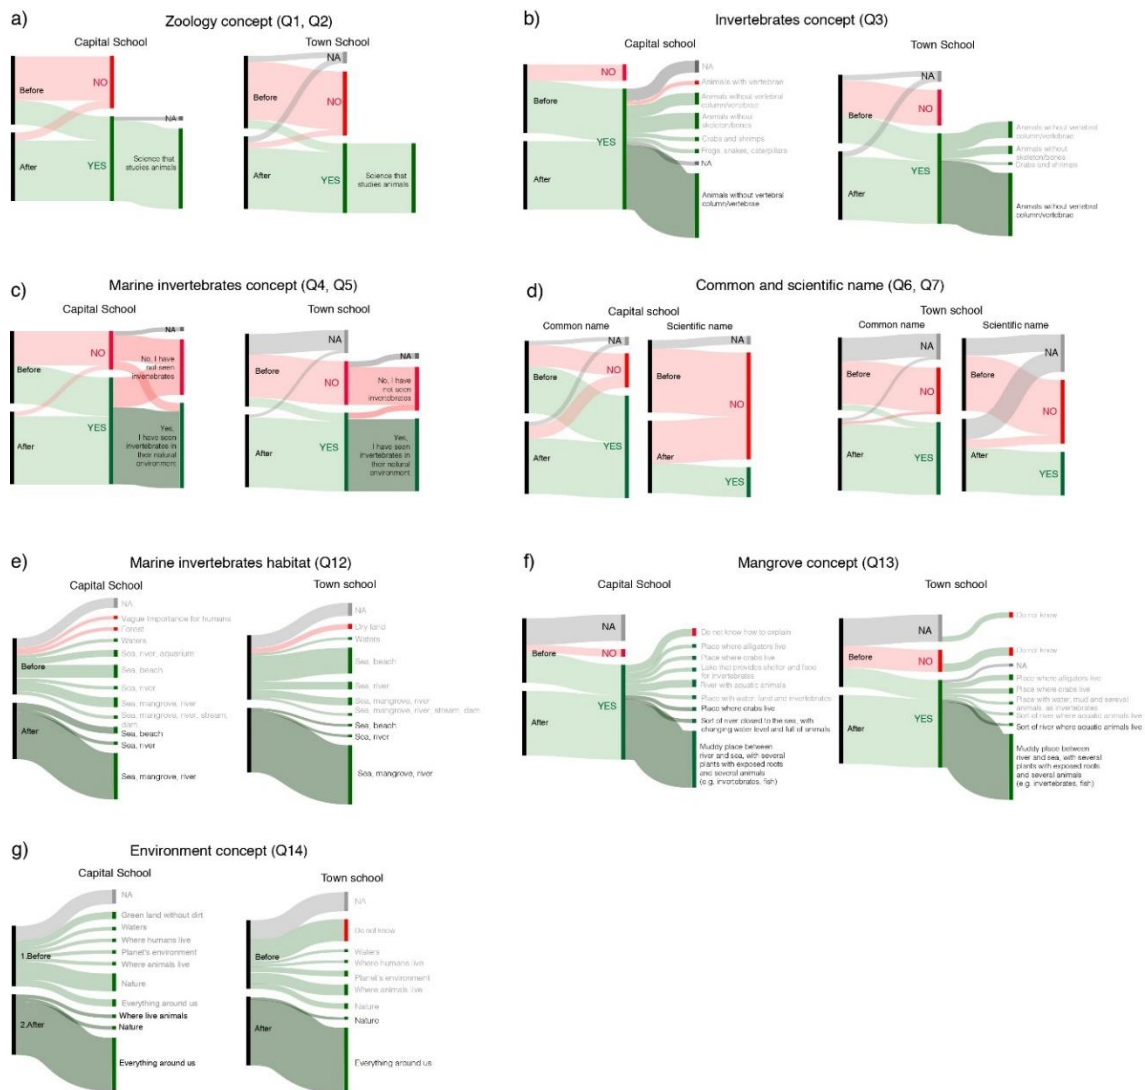 a)
Zoology concept (Q1, Q2)
Capital School
Before
After
NO
YES
NA
Science that
studies animals
Town School
Before
After
NA
NO
YES
Science that
studies animals
b)
Invertebrates concept (Q3)
Capital school
Before
After
NO
YES
NA
Animals with vertebrae
Animals without vertebral
column/vertebrae
Animals without
skeleton/bones
Crabs and shrimps
Frogs, snakes, caterpillars
NA
Animals without vertebral
column/vertebrae
Town School
Before
After
NA
NO
YES
Animals without vertebral
column/vertebrae
Animals without
skeleton/bones
Crabs and shrimps
Animals without vertebral
column/vertebrae
c)
Marine invertebrates concept (Q4, Q5)
Capital School
Before
After
NO
YES
NA
No, I have
not seen
invertebrates
Yes,
I have seen
invertebrates in
their natural
environment
Town school
Before
After
NA
NO
YES
NA
No, I have
not seen
invertebrates
Yes,
I have seen
invertebrates in
their natural
environment
d)
Common and scientific name (Q6, Q7)
Capital school
Common name
Before
After
NA
NO
YES
Scientific name
Before
After
NA
NO
YES
Town school
Common name
Before
After
NA
NO
YES
Scientific name
Before
After
NA
NO
YES
e)
Marine invertebrates habitat (Q12)
Capital School
Before
After
NA
Vague Importance for humans
Forest
Waters
Sea, river, aquarium
Sea, beach
Sea, river
Sea, mangrove, river
Sea, mangrove, river, stream,
dam
Sea, beach
Sea, river
Sea, mangrove, river
Town school
Before
After
NA
Dry land
Waters
Sea, beach
Sea, river
Sea, mangrove, river
Sea, mangrove, river, stream, dam
Sea, beach
Sea, river
Sea, mangrove, river
f)
Mangrove concept (Q13)
Capital School
Before
After
NA
NO
YES
Do not know how to explain
Place where alligators live
Place where crabs live
Lake that provides shelter and food
for invertebrates
River with aquatic animals
Place with water, land and invertebrates
Place where crabs live
Sort of river closed to the sea, with
changing water level and full of animals
Muddy place between
river and sea, with several
plants with exposed roots
and several animals
(e.g. invertebrates, fish)
Town school
Before
After
NA
NO
YES
Do not know
Do not know
NA
Place where alligators live
Place where crabs live
Place with water, mud and several
animals, as invertebrates
Sort of river where aquatic animals live
Sort of river where aquatic animals live
Muddy place between
river and sea, with several
plants with exposed roots
and several animals
(e.g. invertebrates, fish)
g)
Environment concept (Q14)
Capital School
1.Before
2.After
NA
Green land without dirt
Waters
Where humans live
Planet's environment
Where animals live
Nature
Everything around us
Where live animals
Nature
Everything around us
Town school
Before
After
NA
Do not know
Waters
Where humans live
Planet's environment
Where animals live
Nature
Nature
Everything around us